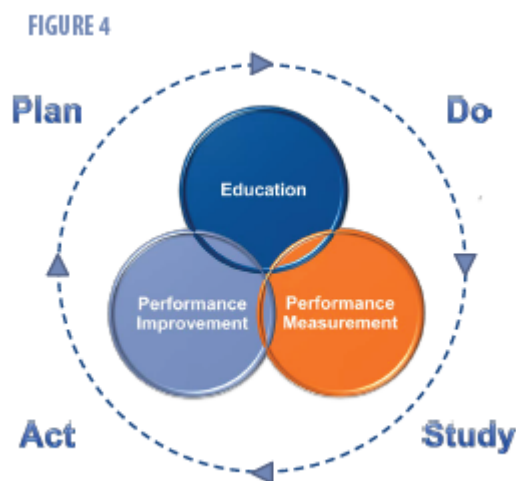 FIGURE 4
Plan
Do
Education
Performance
Improvement
Performance
Measurement
Act
Study